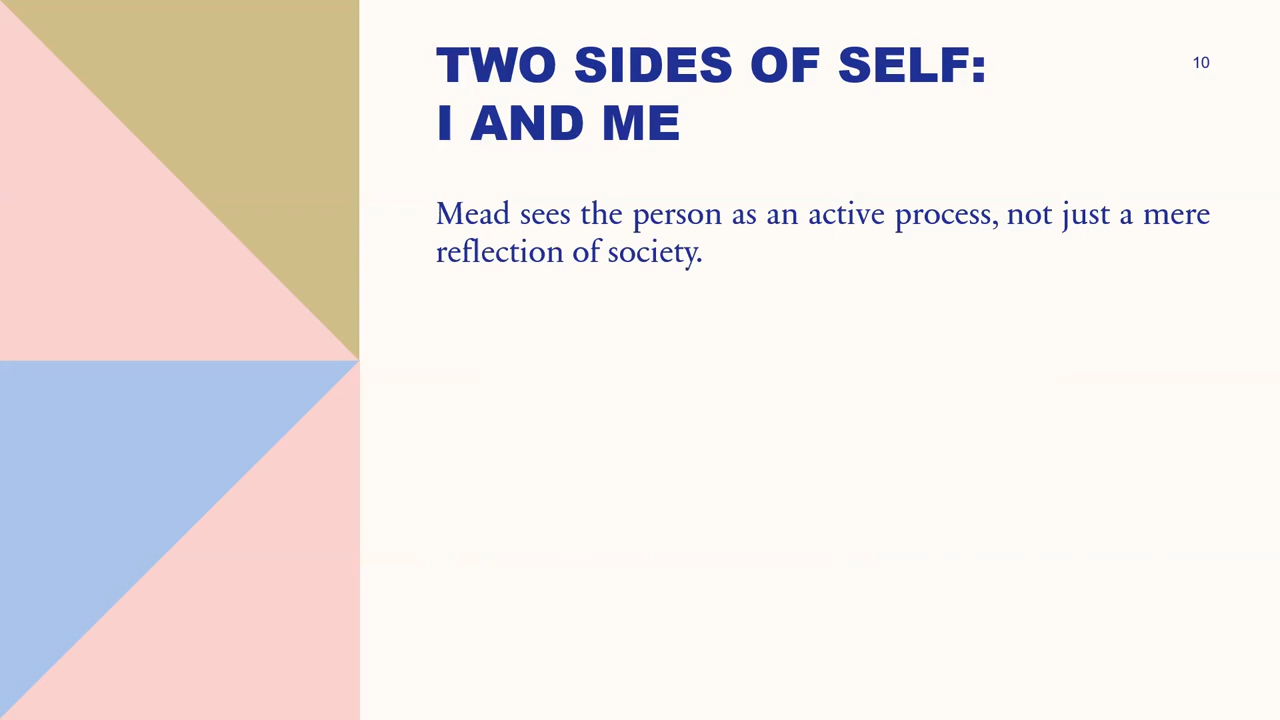 TWO SIDES OF SELF:
I AND ME
10
Mead sees the person as an active process, not just a mere
reflection of society.